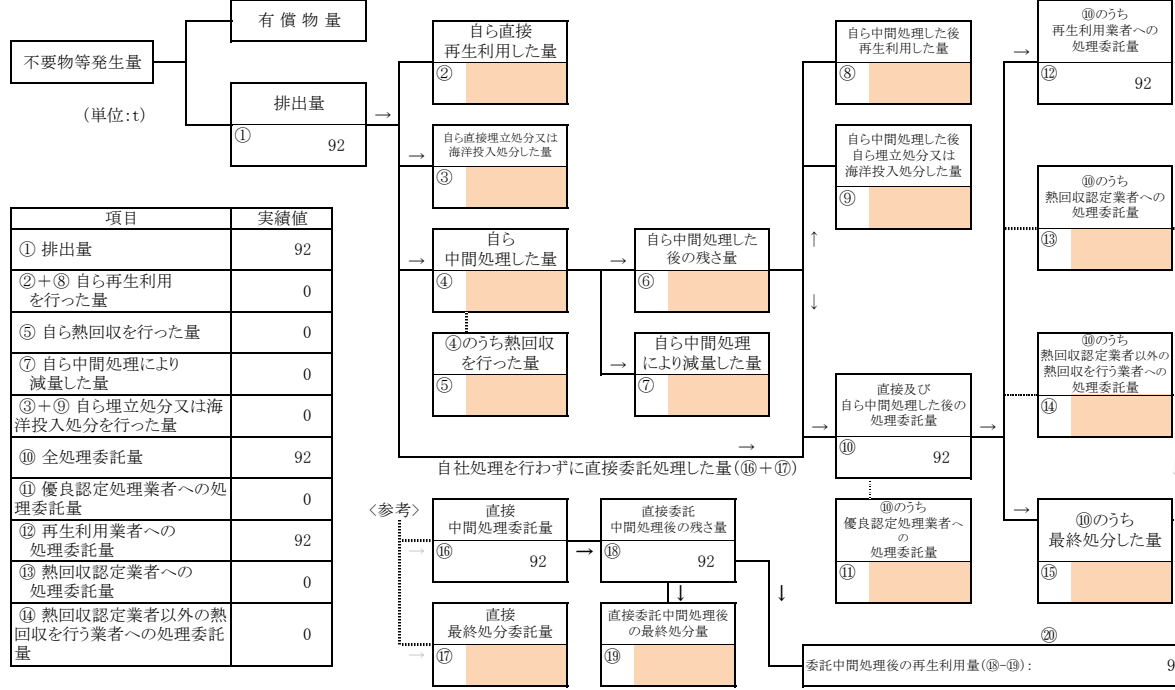 有 償 物 量
不要物等発生量
(単位:t)
排出量
→
①
92
自ら直接
再生利用した量
②
→
自ら直接埋立処分又は
海洋投入処分した量
③
→
自ら
中間処理した量
④
④のうち熱回収
を行った量
⑤
→
自ら中間処理した
後の残さ量
⑥
→
自ら中間処理
により減量した量
⑦
自ら中間処理した後
再生利用した量
⑧
自ら中間処理した後
自ら埋立処分又は
海洋投入処分した量
⑨
↑
↓
→
自社処理を行わずに直接委託処理した量(⑯+⑰)
→
直接及び
自ら中間処理した後の
処理委託量
⑩
92
→
⑩のうち
優良認定処理業者へ
の
処理委託量
⑪
→
⑩のうち
再生利用業者への
処理委託量
⑫
92
⑩のうち
熱回収認定業者への
処理委託量
⑬
⑩のうち
熱回収認定業者以外の
熱回収を行う業者への
処理委託量
⑭
→
⑩のうち
最終処分した量
⑮
項目 実績値
① 排出量 92
②+⑧ 自ら再生利用
を行った量 0
⑤ 自ら熱回収を行った量 0
⑦ 自ら中間処理により
減量した量 0
③+⑨ 自ら埋立処分又は海
洋投入処分を行った量 0
⑩ 全処理委託量 92
⑪ 優良認定処理業者への処
理委託量 0
⑫ 再生利用業者への
処理委託量 92
⑬ 熱回収認定業者への
処理委託量 0
⑭ 熱回収認定業者以外の熱
回収を行う業者への処理委託
量 0
<参考>
→
直接
中間処理委託量
⑯
92
→
直接委託
中間処理後の残さ量
⑱
92
↓
↓
→
直接
最終処分委託量
⑰
直接委託中間処理後
の最終処分量
⑲
⑳
委託中間処理後の再生利用量(⑱-⑲): 9